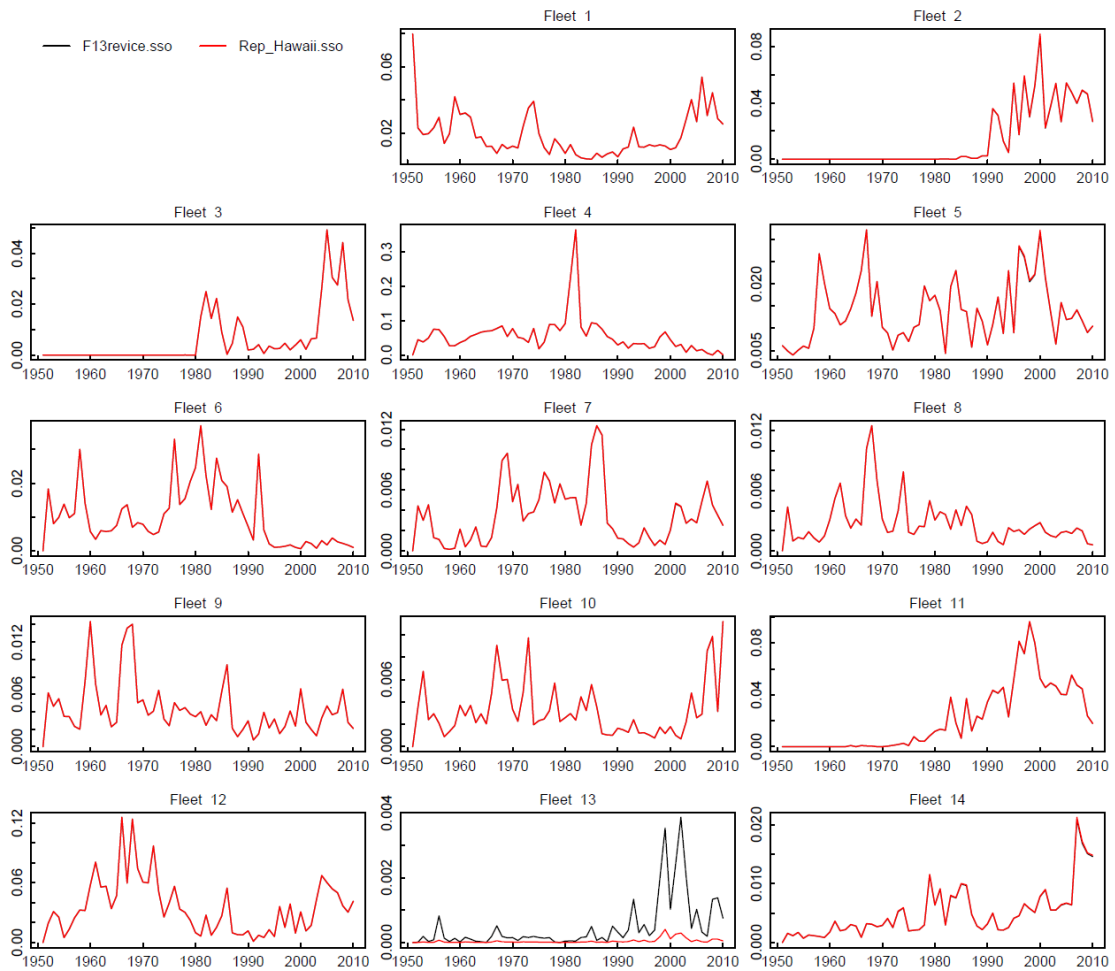 F13revice.sso Rep_Hawaii.sso
Fleet 1
0.02 0.06
1950 1960 1970 1980 1990 2000 2010
Fleet 2
0.00 0.04 0.08
1950 1960 1970 1980 1990 2000 2010
Fleet 3
0.00 0.02 0.04
1950 1960 1970 1980 1990 2000 2010
Fleet 4
0.0 0.1 0.2 0.3
1950 1960 1970 1980 1990 2000 2010
Fleet 5
0.005 0.020
1950 1960 1970 1980 1990 2000 2010
Fleet 6
0.00 0.02
1950 1960 1970 1980 1990 2000 2010
Fleet 7
0.000 0.006 0.012
1950 1960 1970 1980 1990 2000 2010
Fleet 8
0.000 0.006 0.012
1950 1960 1970 1980 1990 2000 2010
Fleet 9
0.000 0.006 0.012
1950 1960 1970 1980 1990 2000 2010
Fleet 10
0.000 0.006
1950 1960 1970 1980 1990 2000 2010
Fleet 11
0.00 0.04 0.08
1950 1960 1970 1980 1990 2000 2010
Fleet 12
0.00 0.06 0.12
1950 1960 1970 1980 1990 2000 2010
Fleet 13
0.000 0.002 0.004
1950 1960 1970 1980 1990 2000 2010
Fleet 14
0.000 0.010 0.020
1950 1960 1970 1980 1990 2000 2010